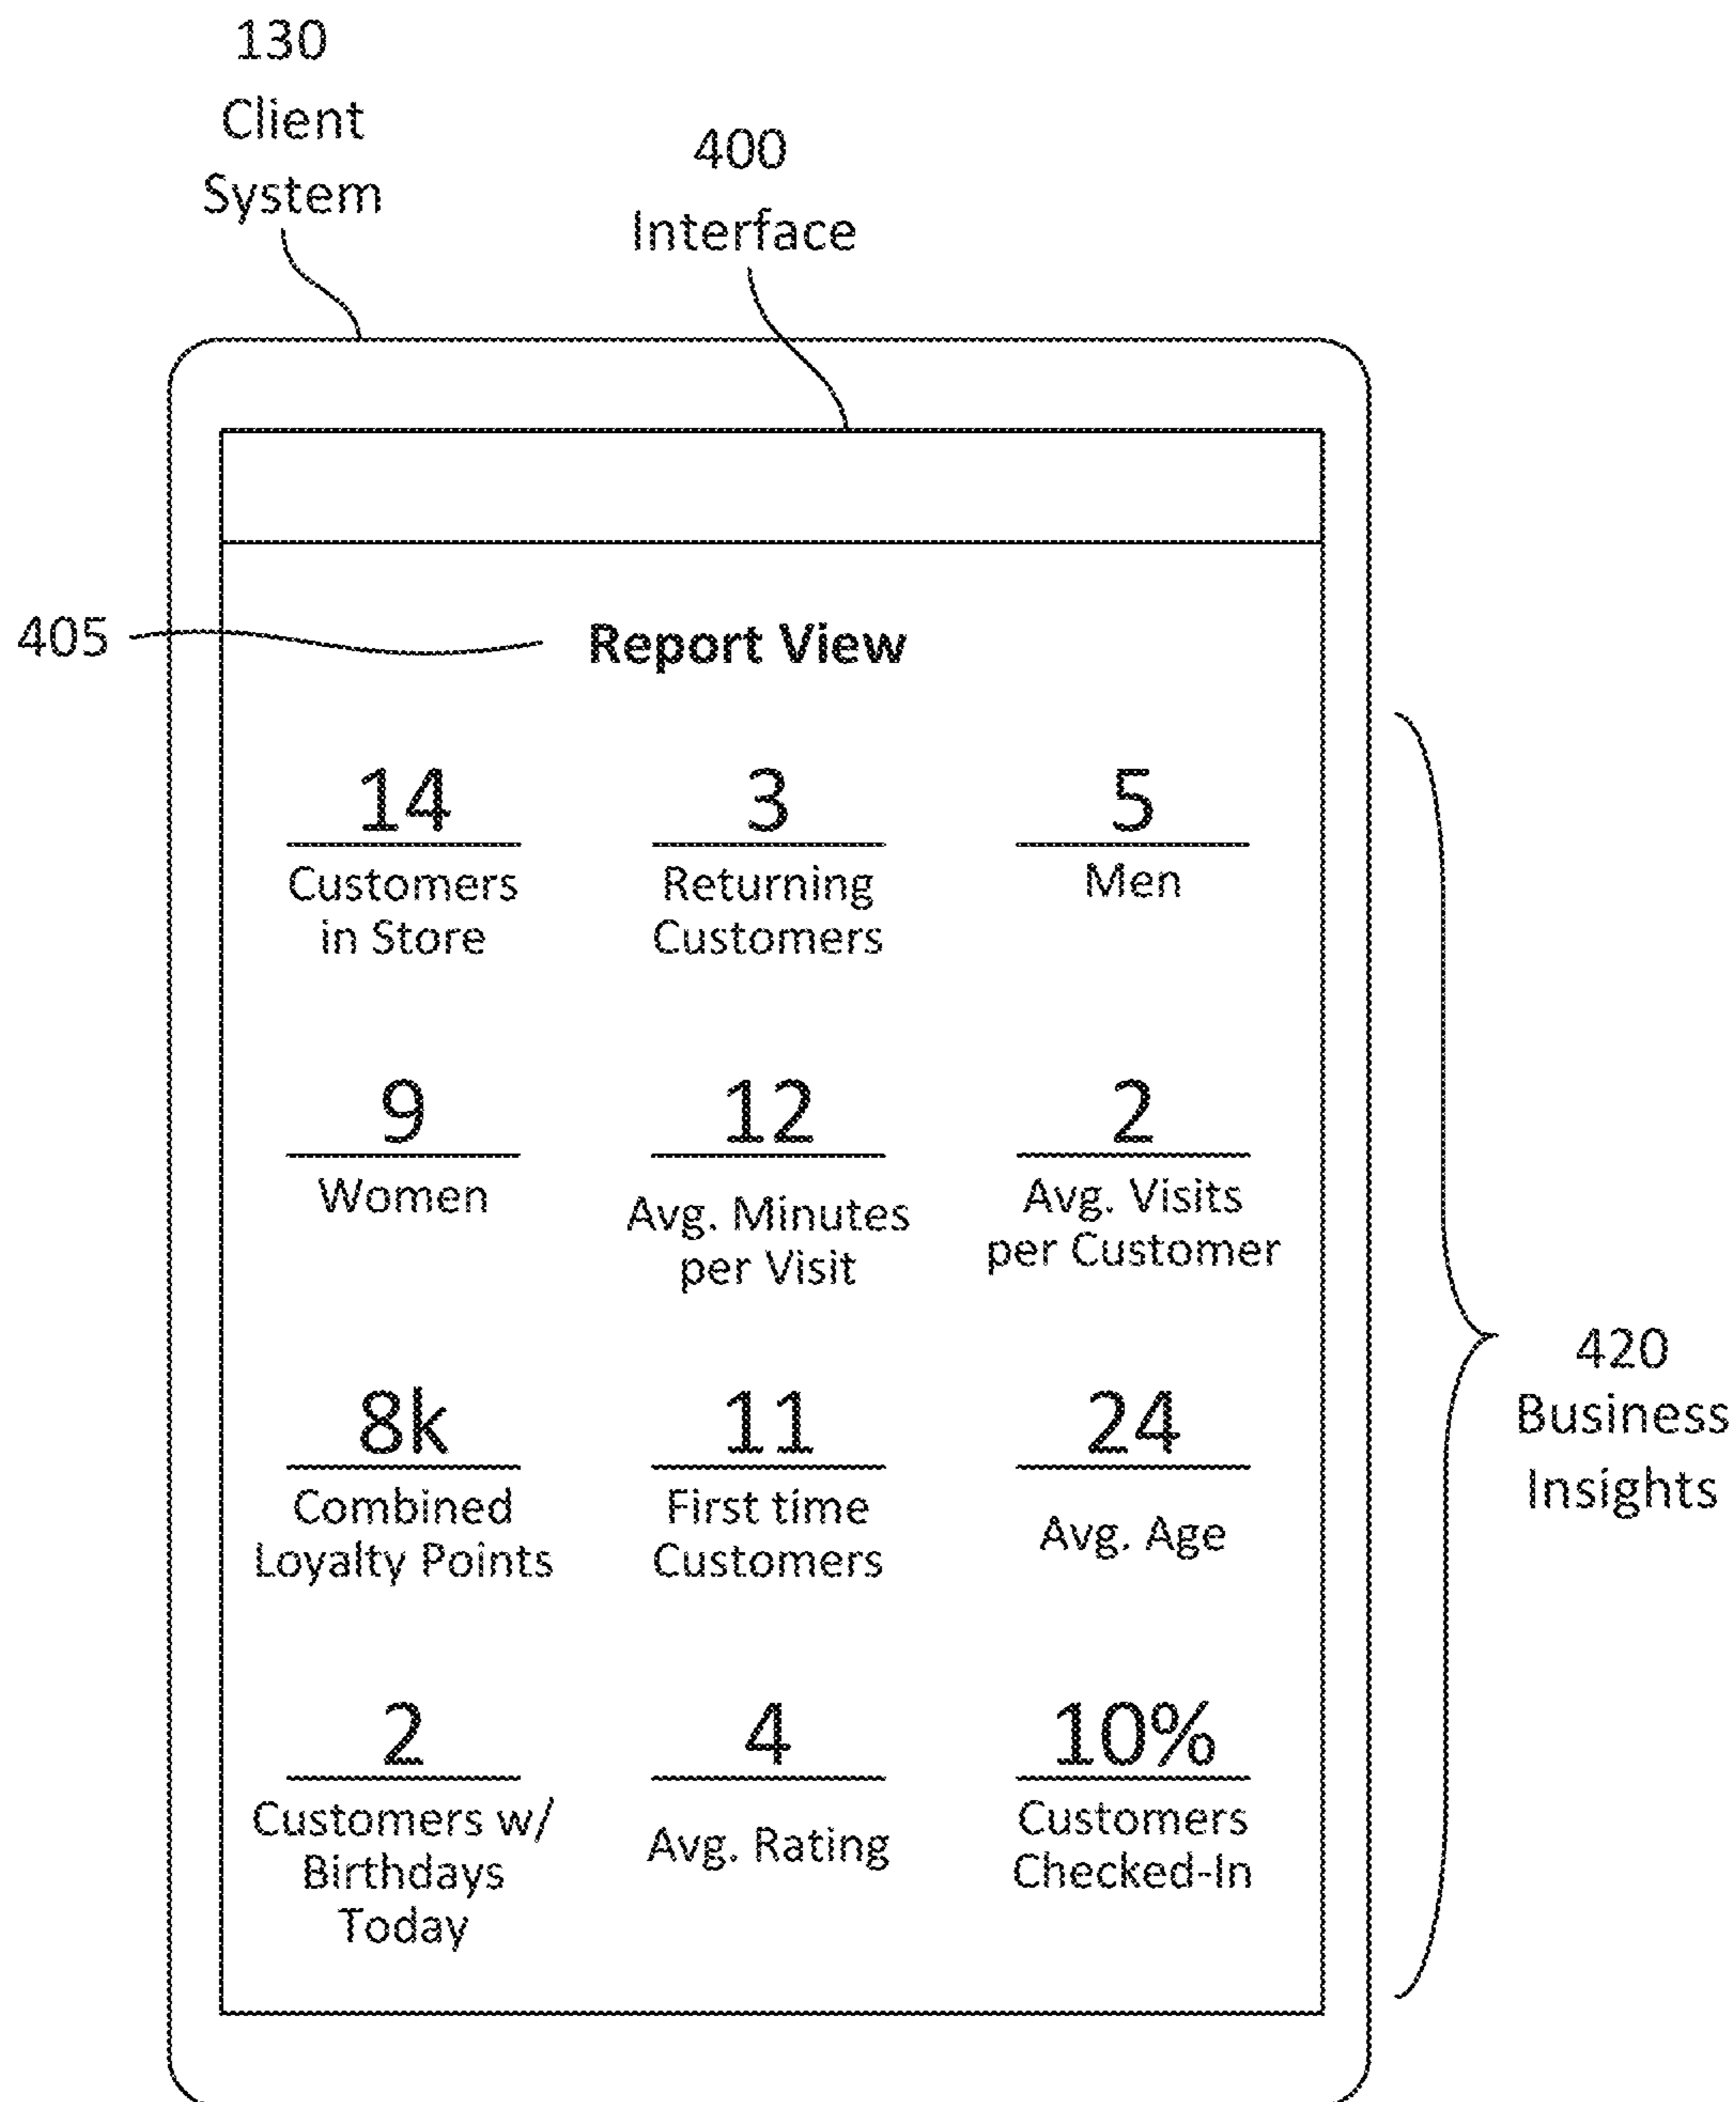 130
Client
System
400
Interface
405
Report View
14
Customers
in Store
3
Returning
Customers
5
Men
9
Women
12
Avg. Minutes
per Visit
2
Avg. Visits
per Customer
8k
Combined
Loyalty Points
11
First time
Customers
24
Avg. Age
2
Customers w/
Birthdays
Today
4
Avg. Rating
10%
Customers
Checked-In
420
Business
Insights